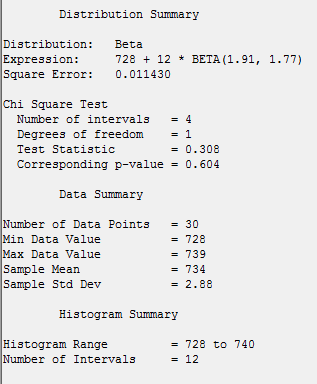 Distribution Summary
Distribution: Beta
Expression: 728 + 12 * BETA(1.91, 1.77)
Square Error: 0.011430
Chi Square Test
Number of intervals = 4
Degrees of freedom = 1
Test Statistic = 0.308
Corresponding p-value = 0.604
Data Summary
Number of Data Points = 30
Min Data Value = 728
Max Data Value = 739
Sample Mean = 734
Sample Std Dev = 2.88
Histogram Summary
Histogram Range = 728 to 740
Number of Intervals = 12